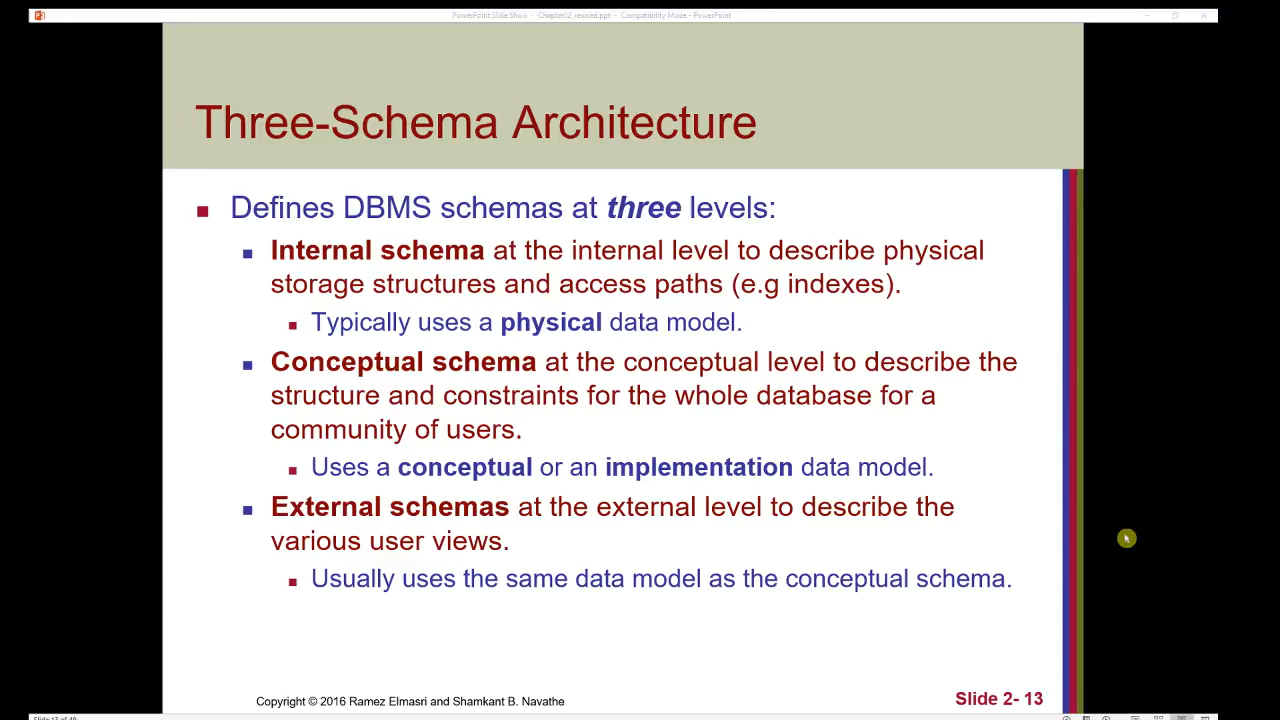 PowerPoint Slide Show - Chapter02_revised.ppt - Compatibility Mode - PowerPoint
Three-Schema Architecture
Defines DBMS schemas at three levels:
Internal schema at the internal level to describe physical
storage structures and access paths (e.g indexes).
Typically uses a physical data model.
Conceptual schema at the conceptual level to describe the
structure and constraints for the whole database for a
community of users.
Uses a conceptual or an implementation data model.
External schemas at the external level to describe the
various user views.
Usually uses the same data model as the conceptual schema.
Copyright © 2016 Ramez Elmasri and Shamkant B. Navathe
Slide 2- 13